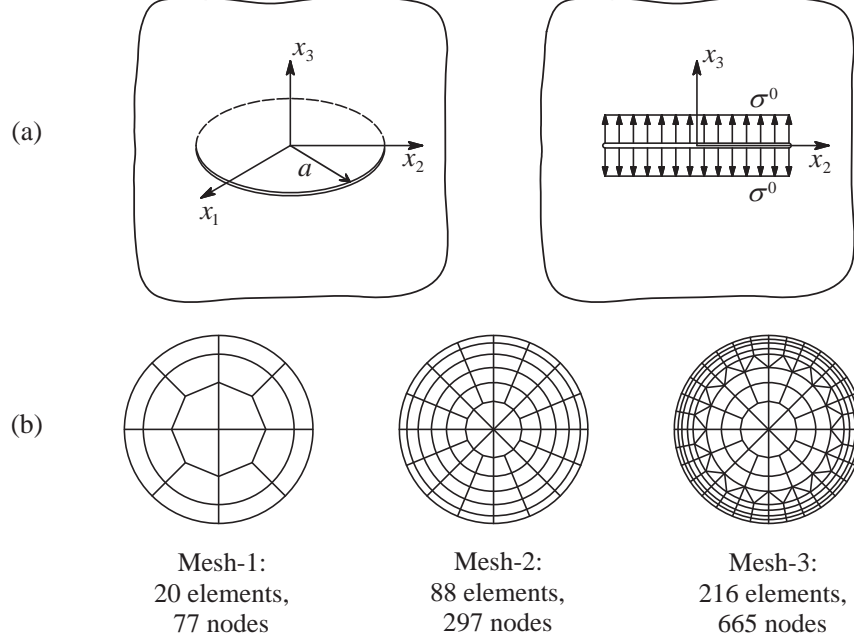 (a)
x₃
x₂
a
x₁
x₃
σ⁰
x₂
σ⁰
(b)
Mesh-1:
20 elements,
77 nodes
Mesh-2:
88 elements,
297 nodes
Mesh-3:
216 elements,
665 nodes